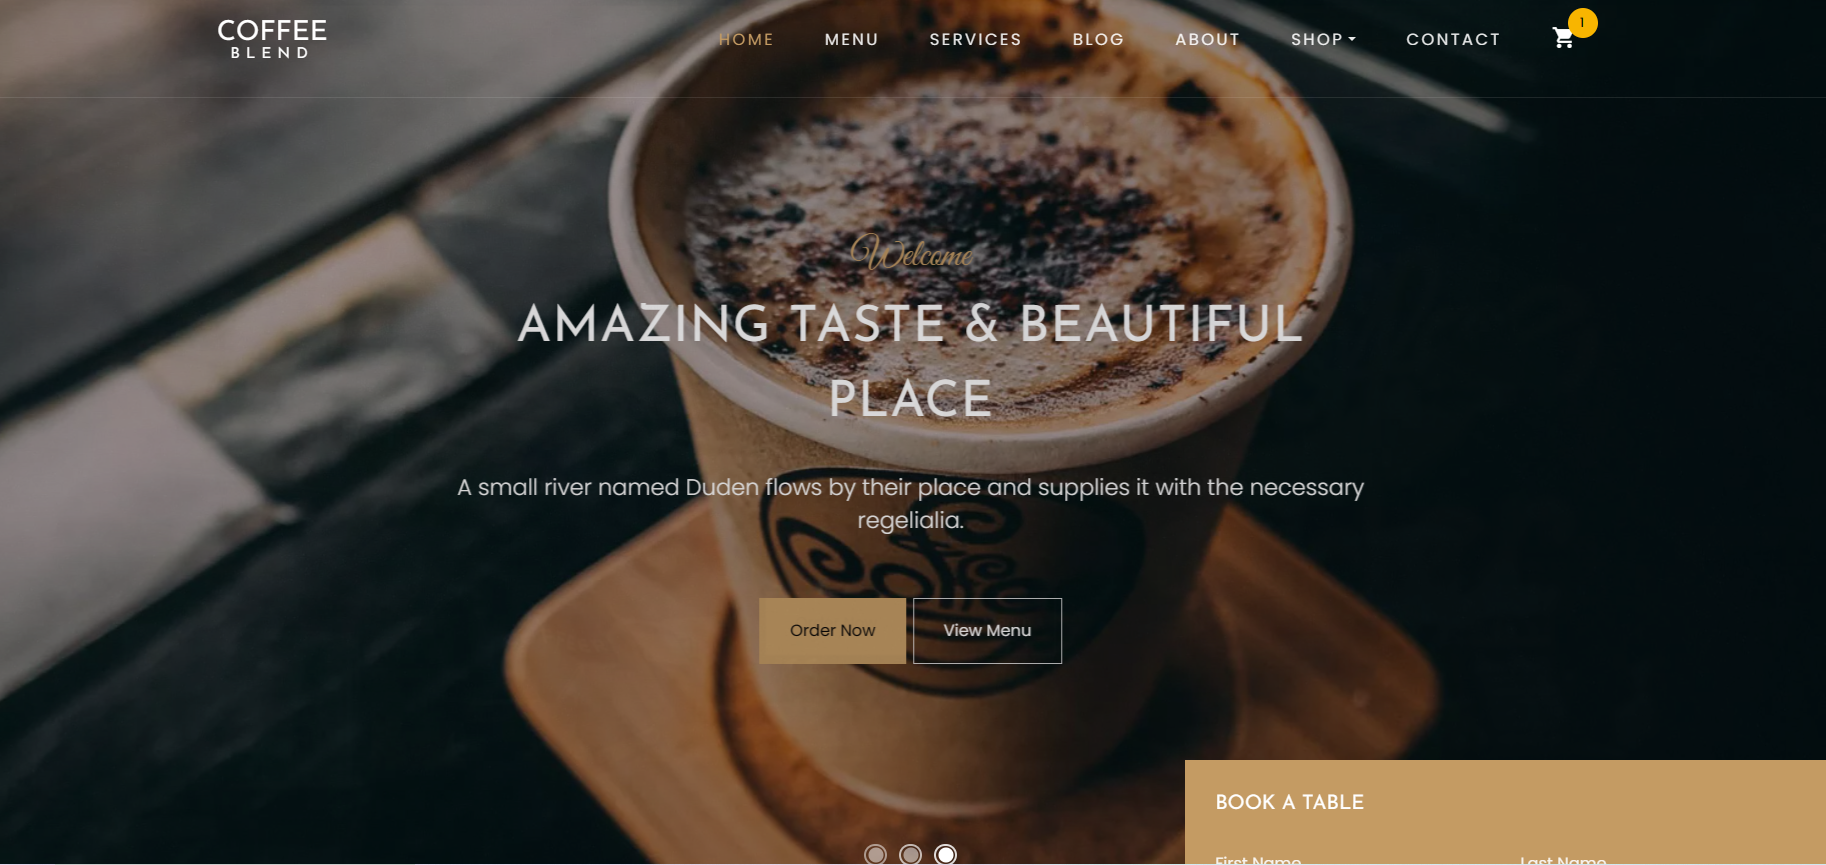 COFFEE
BLEND
HOME
MENU
SERVICES
BLOG
ABOUT
SHOP
CONTACT
1
Welcome
AMAZING TASTE & BEAUTIFUL
PLACE
A small river named Duden flows by their place and supplies it with the necessary
regelialia.
Coffee
Order Now
View Menu
BOOK A TABLE
First Name
Last Name